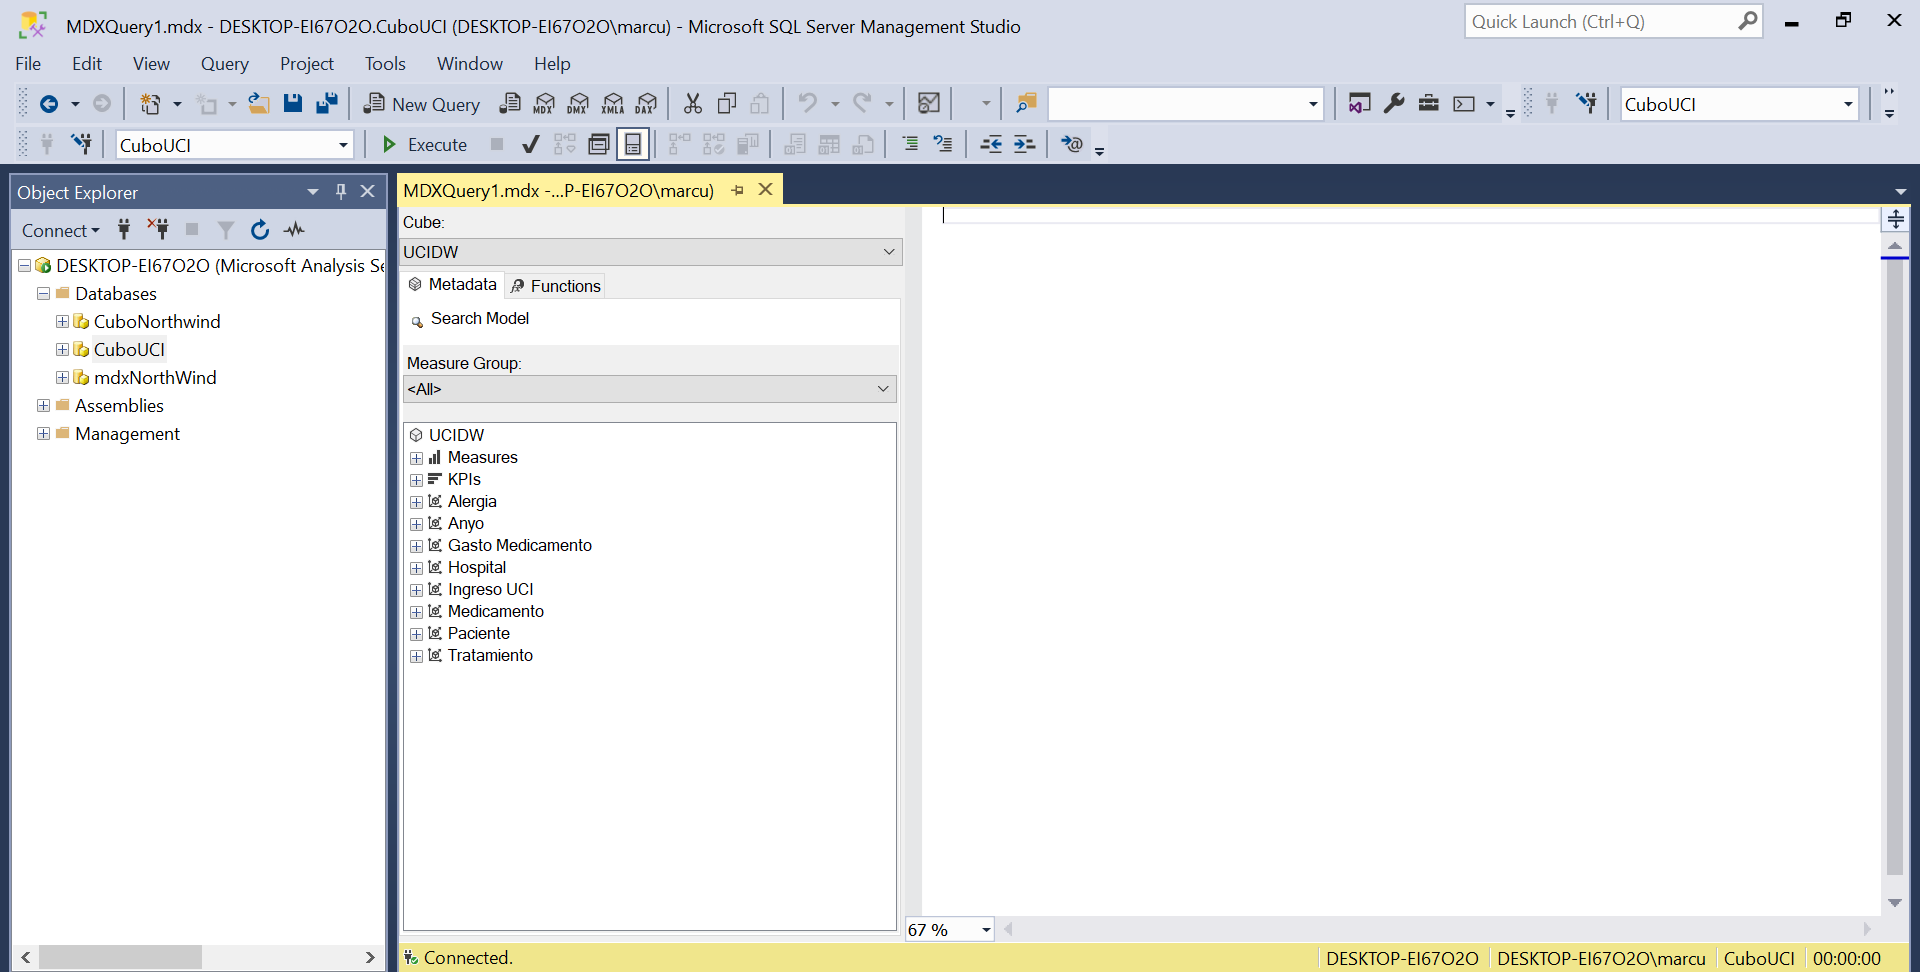 MDXQuery1.mdx - DESKTOP-EI67O2O.CuboUCI (DESKTOP-EI67O2O\marcu) - Microsoft SQL Server Management Studio
Quick Launch (Ctrl+Q)
File Edit View Query Project Tools Window Help
New Query MDX DMX XMLA DAX CuboUCI
CuboUCI Execute
Object Explorer
Connect
DESKTOP-EI67O2O (Microsoft Analysis Se
Databases
CuboNorthwind
CuboUCI
mdxNorthWind
Assemblies
Management
MDXQuery1.mdx -...P-EI67O2O\marcu)
Cube:
UCIDW
Metadata Functions
Search Model
Measure Group:
<All>
UCIDW
Measures
KPIs
Alergia
Anyo
Gasto Medicamento
Hospital
Ingreso UCI
Medicamento
Paciente
Tratamiento
67 %
Connected. DESKTOP-EI67O2O DESKTOP-EI67O2O\marcu CuboUCI 00:00:00